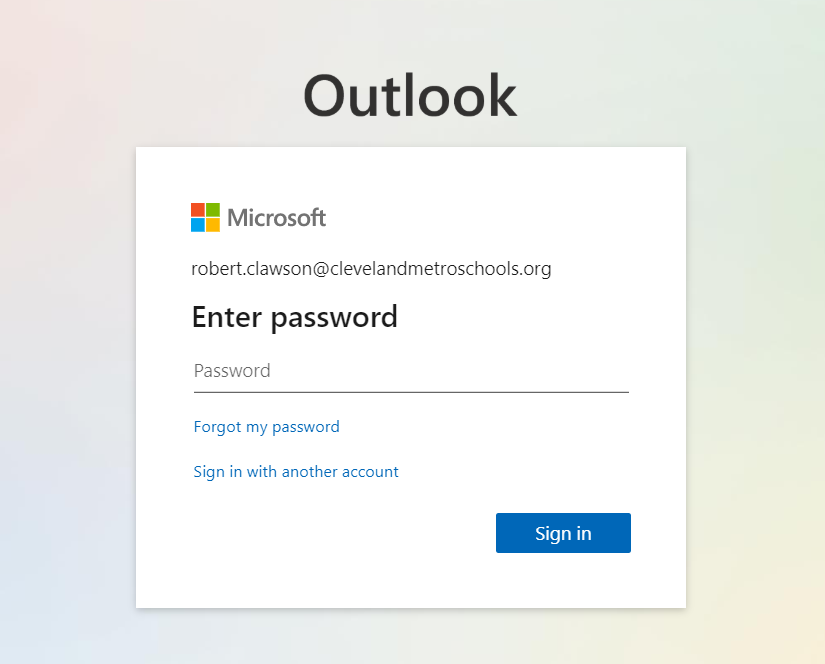 Outlook
Microsoft
robert.clawson@clevelandmetroschools.org
Enter password
Password
Forgot my password
Sign in with another account
Sign in